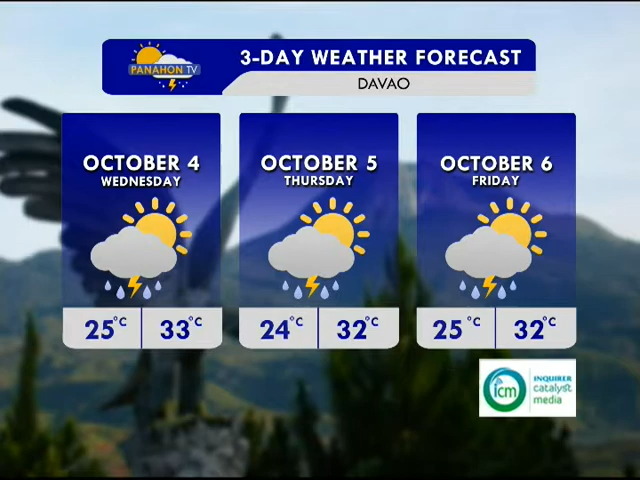 PANAHON TV
3-DAY WEATHER FORECAST
DAVAO
OCTOBER 4
WEDNESDAY
25°C
33°C
OCTOBER 5
THURSDAY
24°C
32°C
OCTOBER 6
FRIDAY
25°C
32°C
icm
INQUIRER
catalyst
media